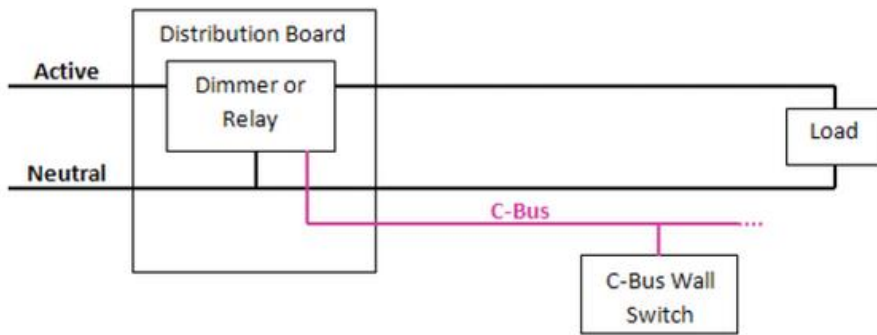 Distribution Board
Active
Dimmer or
Relay
Load
Neutral
C-Bus
C-Bus Wall
Switch